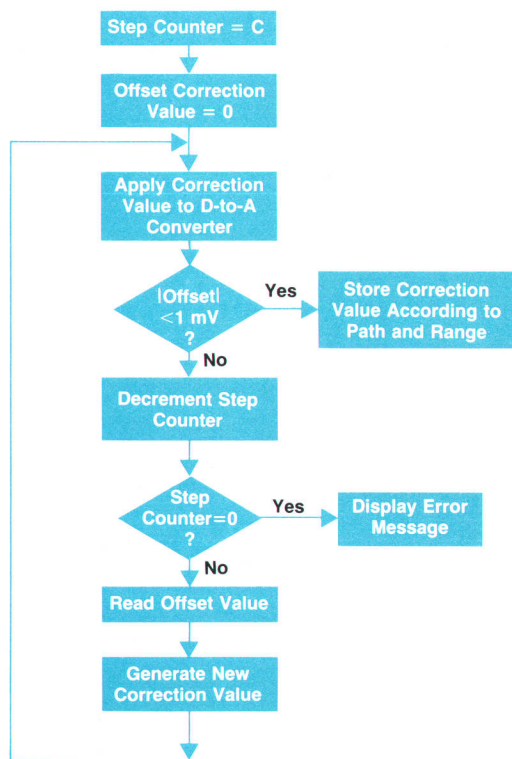 Step Counter = C
Offset Correction
Value = 0
Apply Correction
Value to D-to-A
Converter
|Offset|
<1 mV
?
Yes
Store Correction
Value According to
Path and Range
No
Decrement Step
Counter
Step
Counter=0
?
Yes
Display Error
Message
No
Read Offset Value
Generate New
Correction Value